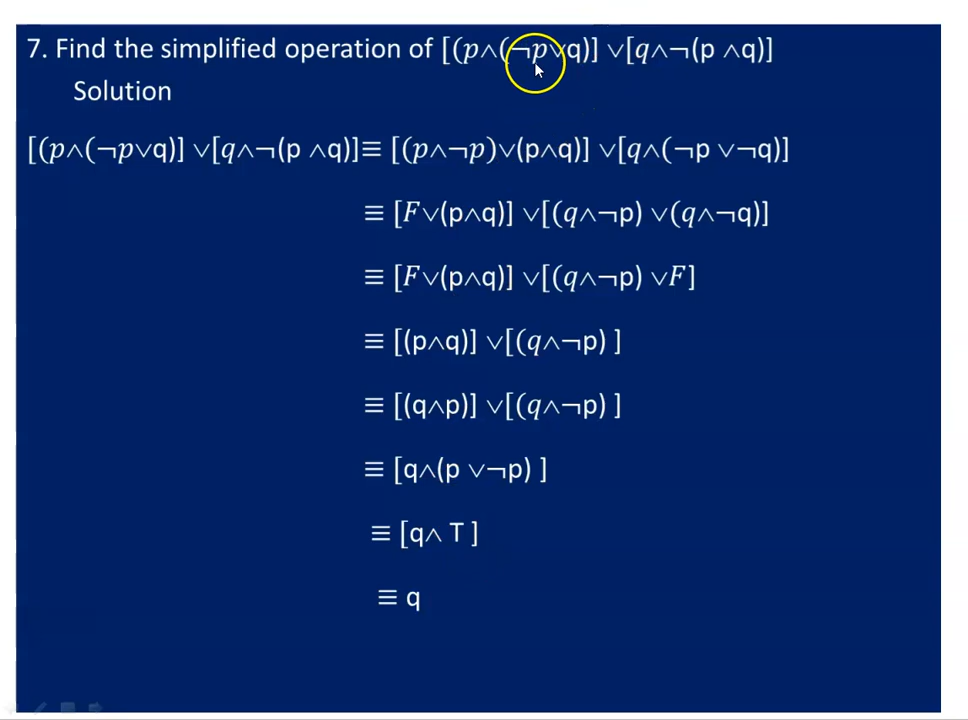 7. Find the simplified operation of [(p∧(¬p∨q)] ∨[q∧¬(p ∧q)]
Solution
[(p∧(¬p∨q)] ∨[q∧¬(p ∧q)]≡ [(p∧¬p)∨(p∧q)] ∨[q∧(¬p ∨¬q)]
≡ [F∨(p∧q)] ∨[(q∧¬p) ∨(q∧¬q)]
≡ [F∨(p∧q)] ∨[(q∧¬p) ∨F]
≡ [(p∧q)] ∨[(q∧¬p) ]
≡ [(q∧p)] ∨[(q∧¬p) ]
≡ [q∧(p ∨¬p) ]
≡ [q∧ T ]
≡ q